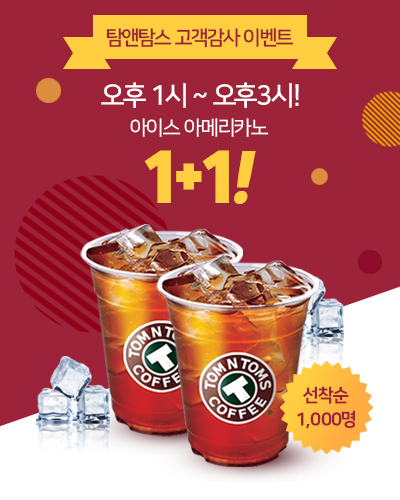 탐앤탐스 고객감사 이벤트
오후 1시 ~ 오후3시!
아이스 아메리카노
1+1!
TOM N TOMS
T
COFFEE
TOM N TOMS
T
COFFEE
선착순
1,000명